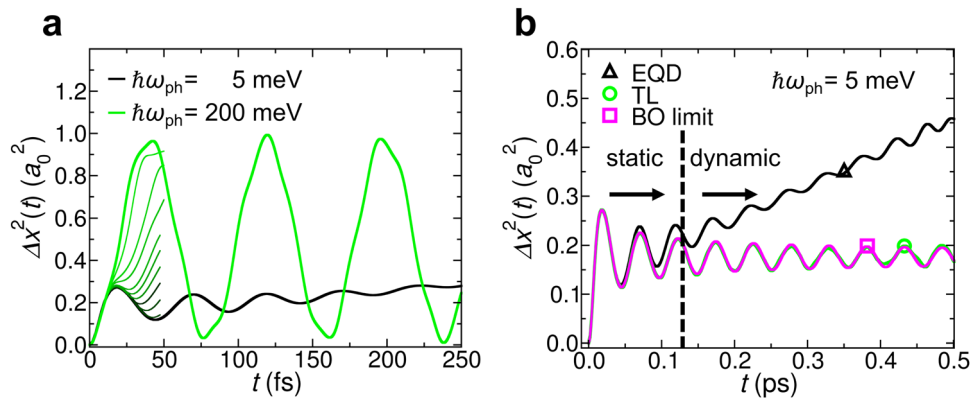 a
Δx²(t) (a₀²)
1.2
1.0
0.8
0.6
0.4
0.2
0.0
ħωₚₕ= 5 meV
ħωₚₕ= 200 meV
0 50 100 150 200 250
t (fs)
b
Δx²(t) (a₀²)
0.6
0.5
0.4
0.3
0.2
0.1
0.0
EQD
TL
BO limit
ħωₚₕ= 5 meV
static dynamic
0.0 0.1 0.2 0.3 0.4 0.5
t (ps)